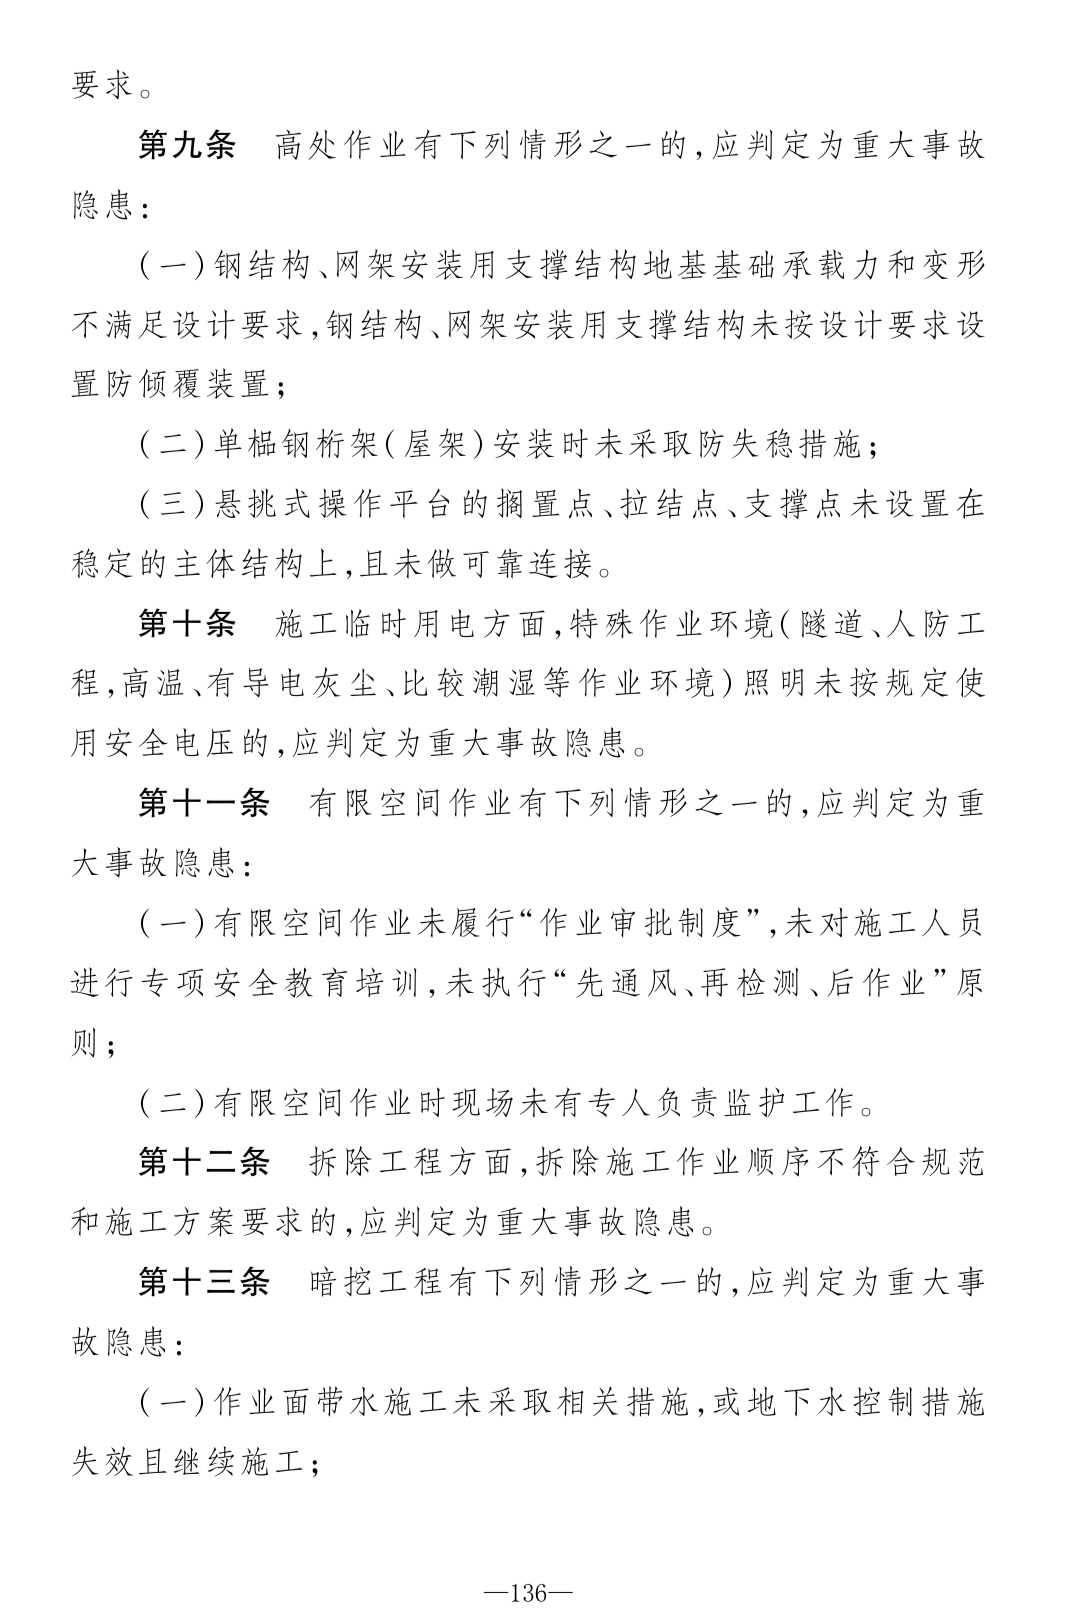 要求。
第九条　高处作业有下列情形之一的,应判定为重大事故
隐患:
(一)钢结构、网架安装用支撑结构地基基础承载力和变形
不满足设计要求,钢结构、网架安装用支撑结构未按设计要求设
置防倾覆装置;
(二)单榀钢桁架(屋架)安装时未采取防失稳措施;
(三)悬挑式操作平台的搁置点、拉结点、支撑点未设置在
稳定的主体结构上,且未做可靠连接。
第十条　施工临时用电方面,特殊作业环境(隧道、人防工
程,高温、有导电灰尘、比较潮湿等作业环境)照明未按规定使
用安全电压的,应判定为重大事故隐患。
第十一条　有限空间作业有下列情形之一的,应判定为重
大事故隐患:
(一)有限空间作业未履行“作业审批制度”,未对施工人员
进行专项安全教育培训,未执行“先通风、再检测、后作业”原
则;
(二)有限空间作业时现场未有专人负责监护工作。
第十二条　拆除工程方面,拆除施工作业顺序不符合规范
和施工方案要求的,应判定为重大事故隐患。
第十三条　暗挖工程有下列情形之一的,应判定为重大事
故隐患:
(一)作业面带水施工未采取相关措施,或地下水控制措施
失效且继续施工;
—136—